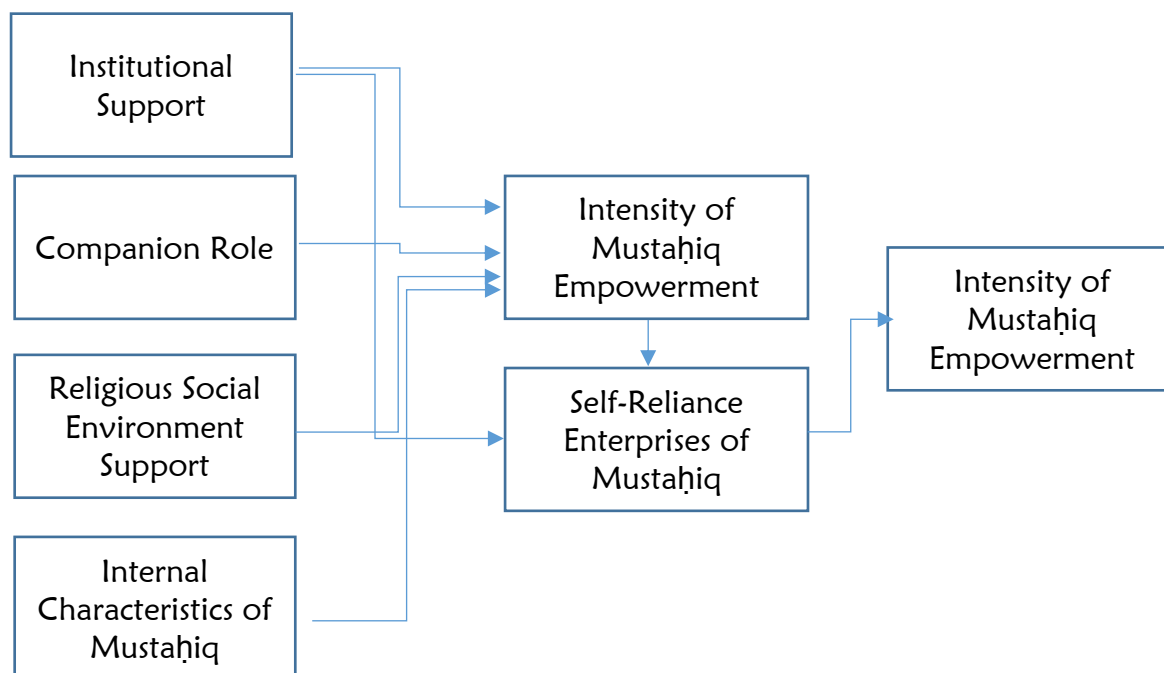 Institutional
Support
Companion Role
Religious Social
Environment
Support
Internal
Characteristics of
Mustaḥiq
Intensity of
Mustaḥiq
Empowerment
Self-Reliance
Enterprises of
Mustaḥiq
Intensity of
Mustaḥiq
Empowerment